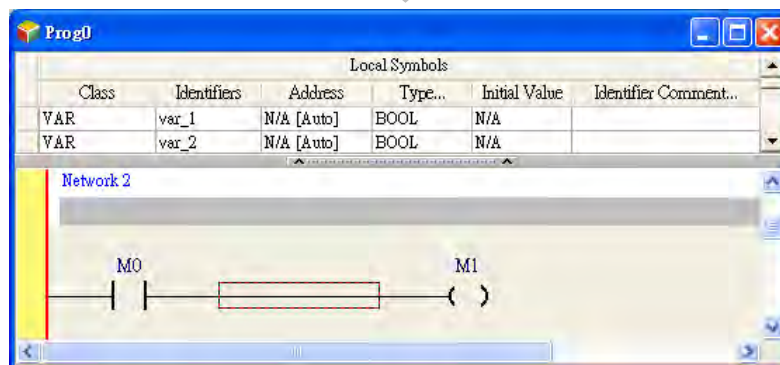 Prog0
Local Symbols
Class Identifiers Address Type... Initial Value Identifier Comment...
VAR var_1 N/A [Auto] BOOL N/A
VAR var_2 N/A [Auto] BOOL N/A
Network 2
M0 M1